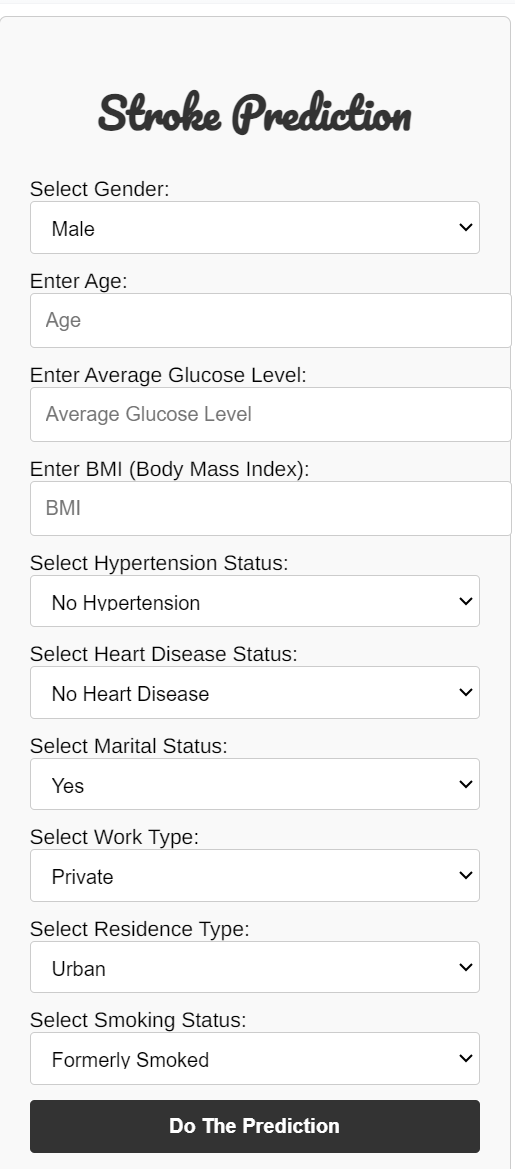 Stroke Prediction
Select Gender:
Male
Enter Age:
Age
Enter Average Glucose Level:
Average Glucose Level
Enter BMI (Body Mass Index):
BMI
Select Hypertension Status:
No Hypertension
Select Heart Disease Status:
No Heart Disease
Select Marital Status:
Yes
Select Work Type:
Private
Select Residence Type:
Urban
Select Smoking Status:
Formerly Smoked
Do The Prediction